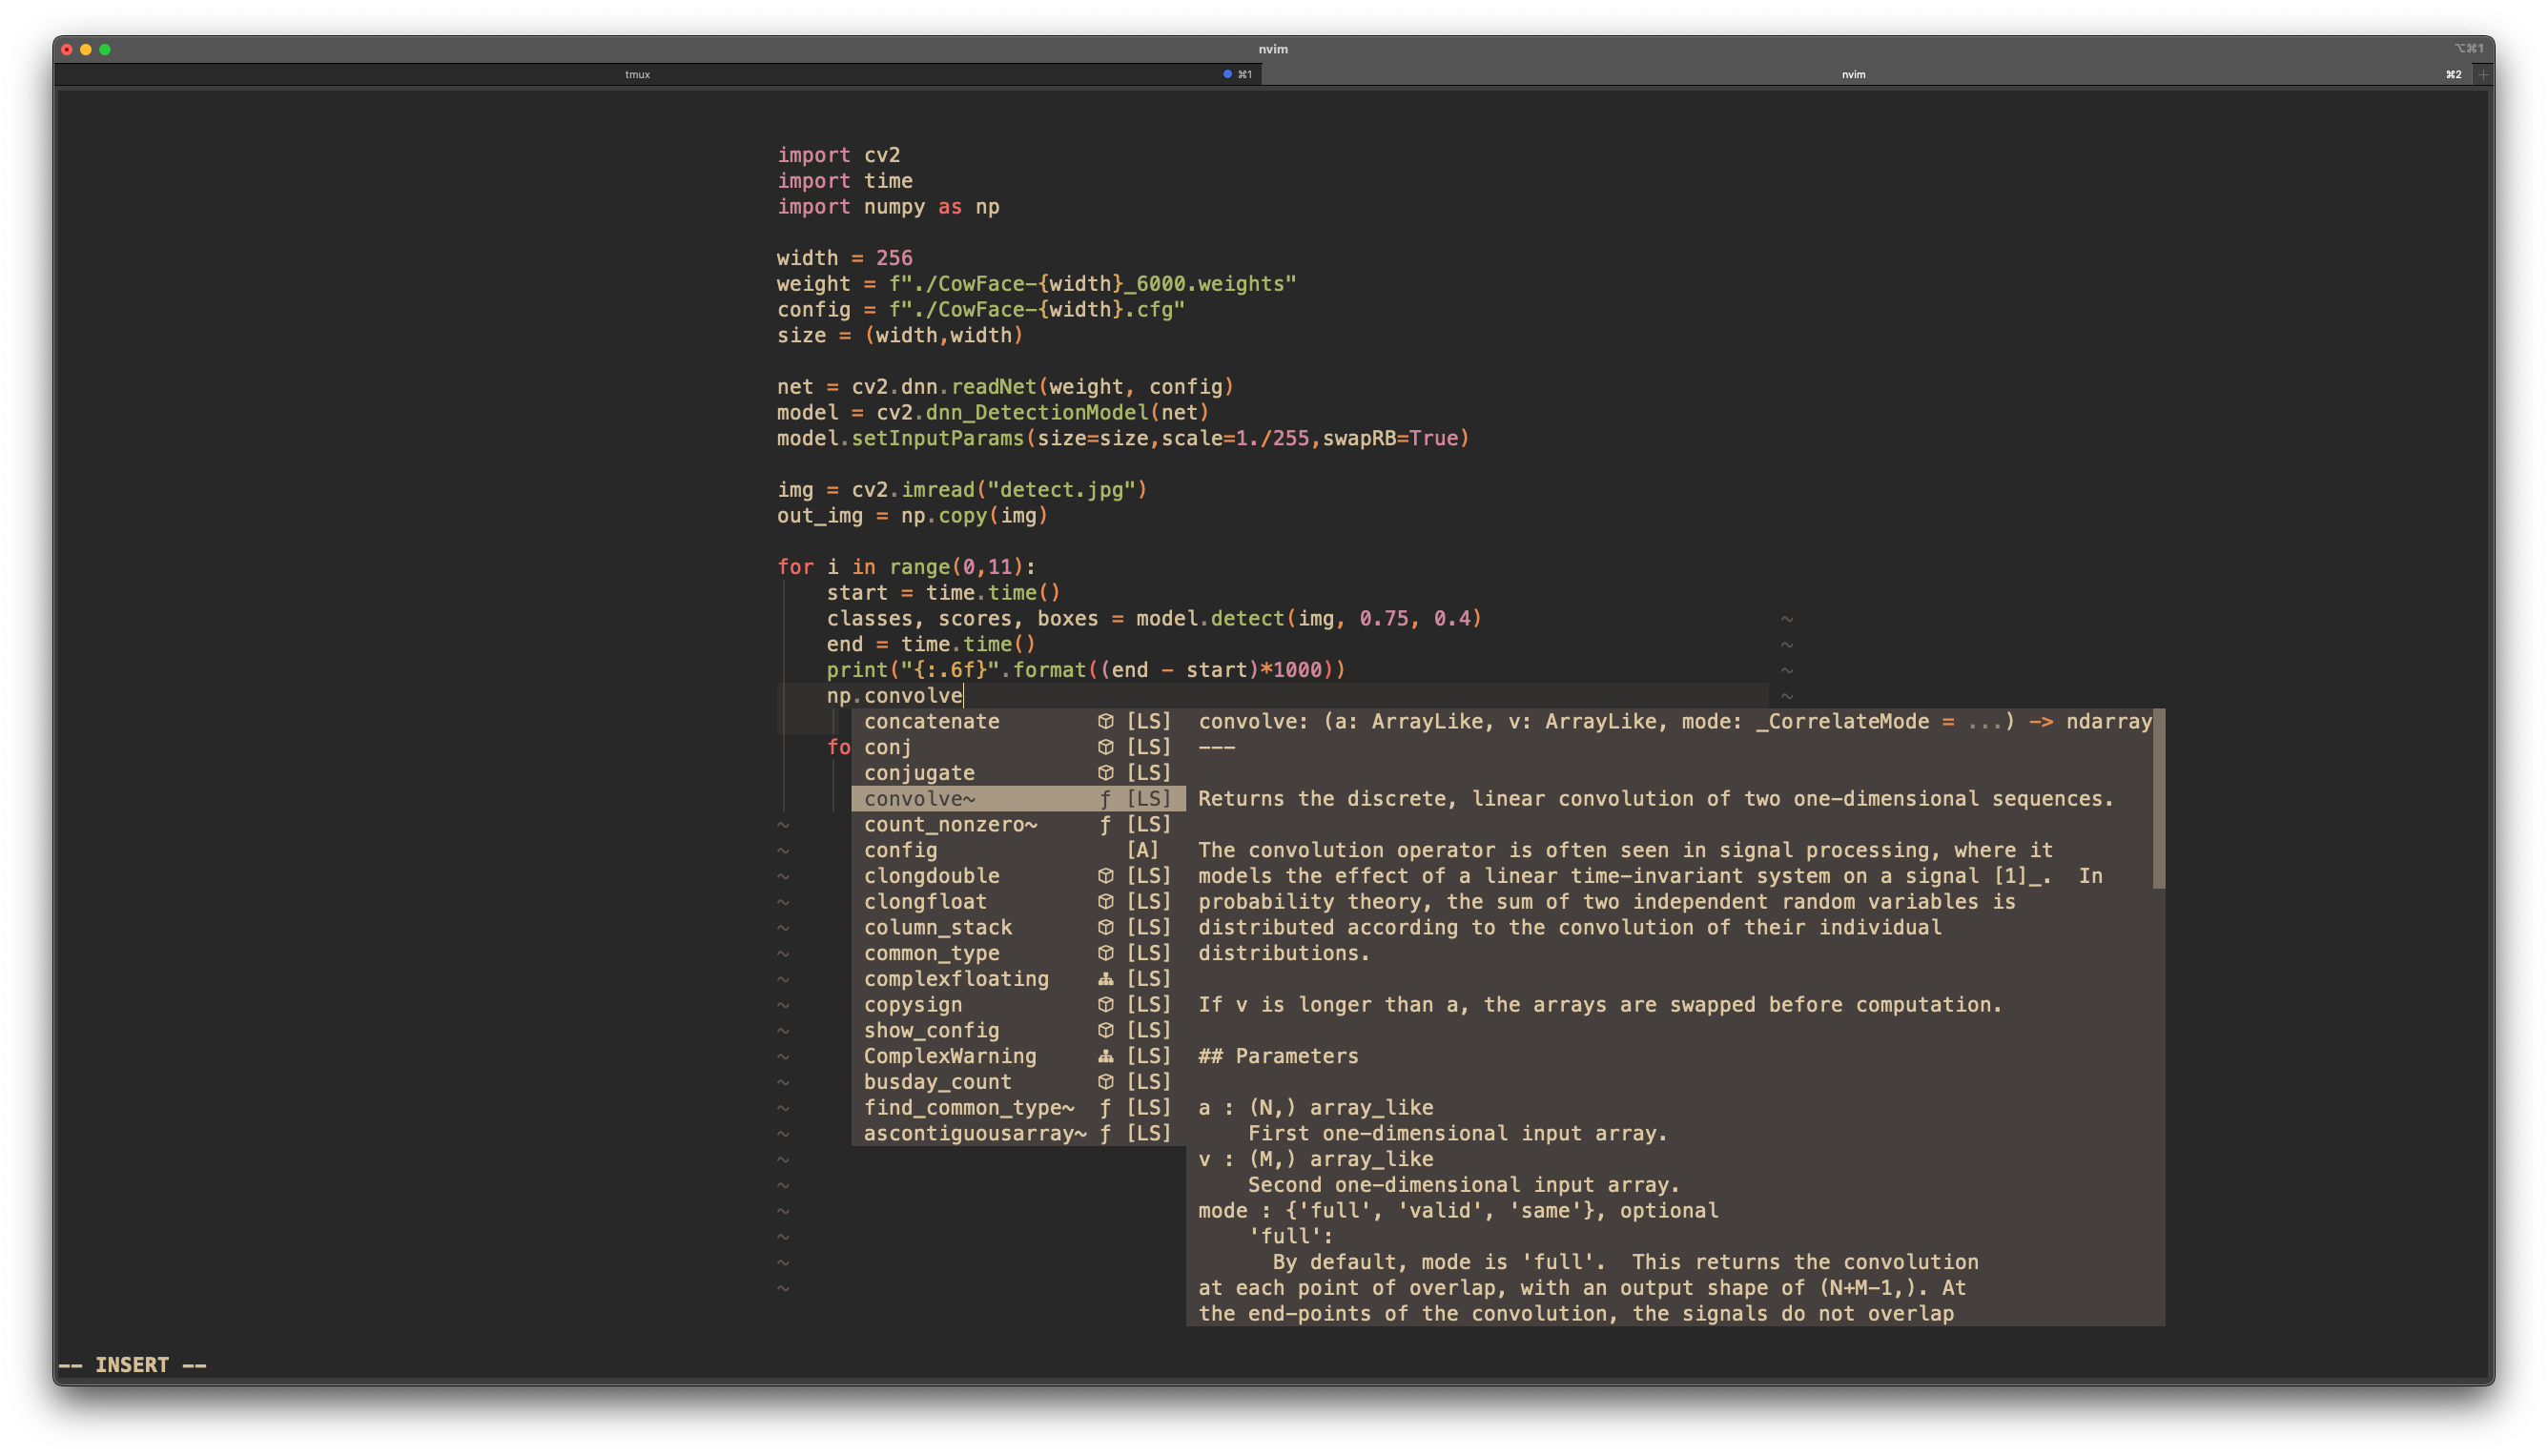 nvim
⌥⌘1
tmux ⌘1
nvim ⌘2
import cv2
import time
import numpy as np
width = 256
weight = f"./CowFace-{width}_6000.weights"
config = f"./CowFace-{width}.cfg"
size = (width,width)
net = cv2.dnn.readNet(weight, config)
model = cv2.dnn_DetectionModel(net)
model.setInputParams(size=size,scale=1./255,swapRB=True)
img = cv2.imread("detect.jpg")
out_img = np.copy(img)
for i in range(0,11):
    start = time.time()
    classes, scores, boxes = model.detect(img, 0.75, 0.4)
    end = time.time()
    print("{:.6f}".format((end - start)*1000))
    np.convolve
    fo
concatenate [LS]
conj [LS]
conjugate [LS]
convolve~ ƒ [LS]
count_nonzero~ ƒ [LS]
config [A]
clongdouble [LS]
clongfloat [LS]
column_stack [LS]
common_type [LS]
complexfloating [LS]
copysign [LS]
show_config [LS]
ComplexWarning [LS]
busday_count [LS]
find_common_type~ ƒ [LS]
ascontiguousarray~ ƒ [LS]
convolve: (a: ArrayLike, v: ArrayLike, mode: _CorrelateMode = ...) -> ndarray
---
Returns the discrete, linear convolution of two one-dimensional sequences.
The convolution operator is often seen in signal processing, where it
models the effect of a linear time-invariant system on a signal [1]_.  In
probability theory, the sum of two independent random variables is
distributed according to the convolution of their individual
distributions.
If v is longer than a, the arrays are swapped before computation.
## Parameters
a : (N,) array_like
    First one-dimensional input array.
v : (M,) array_like
    Second one-dimensional input array.
mode : {'full', 'valid', 'same'}, optional
    'full':
      By default, mode is 'full'.  This returns the convolution
at each point of overlap, with an output shape of (N+M-1,). At
the end-points of the convolution, the signals do not overlap
-- INSERT --